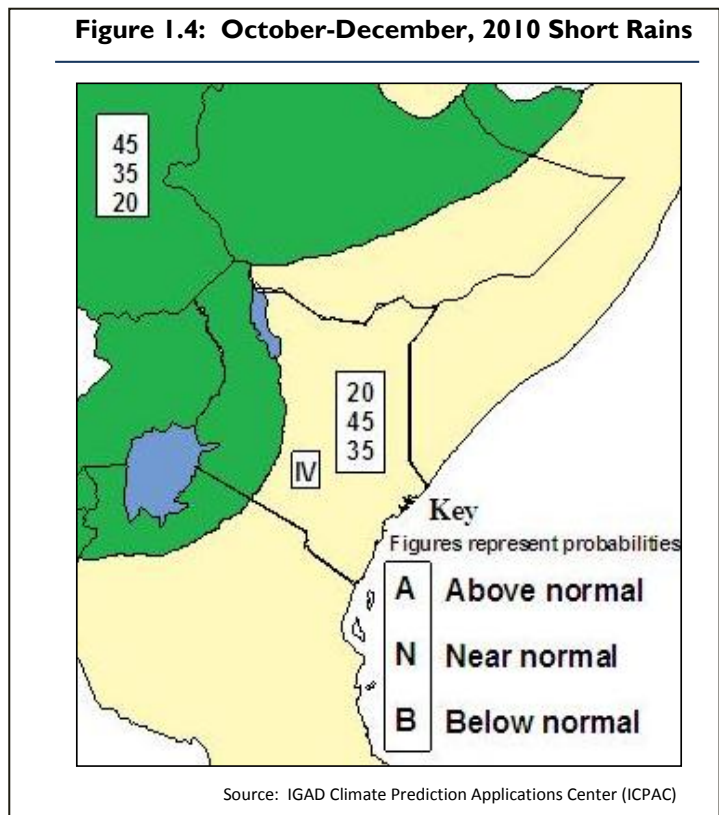 Figure 1.4: October-December, 2010 Short Rains
45
35
20
20
45
35
IV
Key
Figures represent probabilities
A Above normal
N Near normal
B Below normal
Source: IGAD Climate Prediction Applications Center (ICPAC)